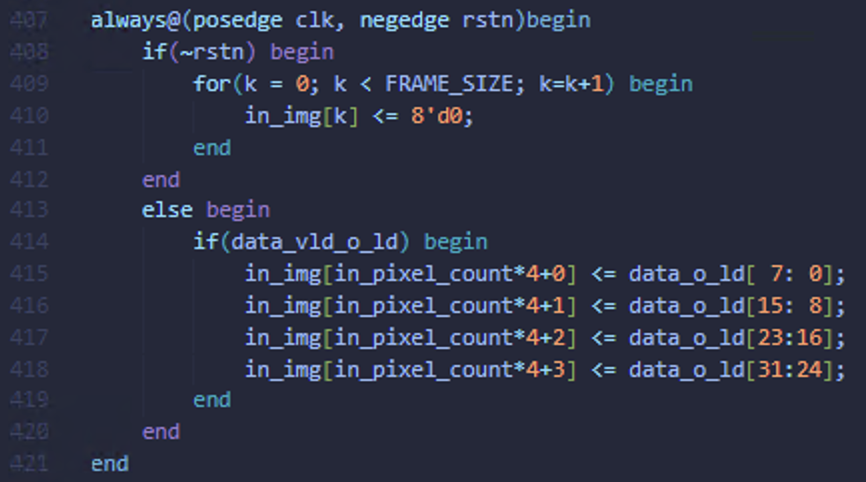 407 always@(posedge clk, negedge rstn)begin
408 if(~rstn) begin
409 for(k = 0; k < FRAME_SIZE; k=k+1) begin
410 in_img[k] <= 8'd0;
411 end
412 end
413 else begin
414 if(data_vld_o_ld) begin
415 in_img[in_pixel_count*4+0] <= data_o_ld[ 7: 0];
416 in_img[in_pixel_count*4+1] <= data_o_ld[15: 8];
417 in_img[in_pixel_count*4+2] <= data_o_ld[23:16];
418 in_img[in_pixel_count*4+3] <= data_o_ld[31:24];
419 end
420 end
421 end